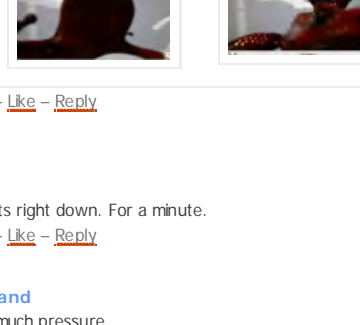 - Like – Reply
ts right down. For a minute.
- Like – Reply
and
much pressure